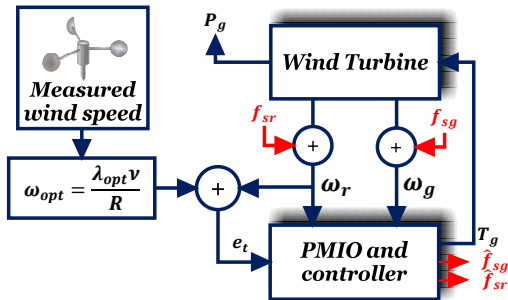 P_g
Wind Turbine
Measured
wind speed
f_sr
f_sg
+
+
ω_opt = λ_opt v / R
+
ω_r
ω_g
e_t
PMIO and
controller
T_g
f̂_sg
f̂_sr